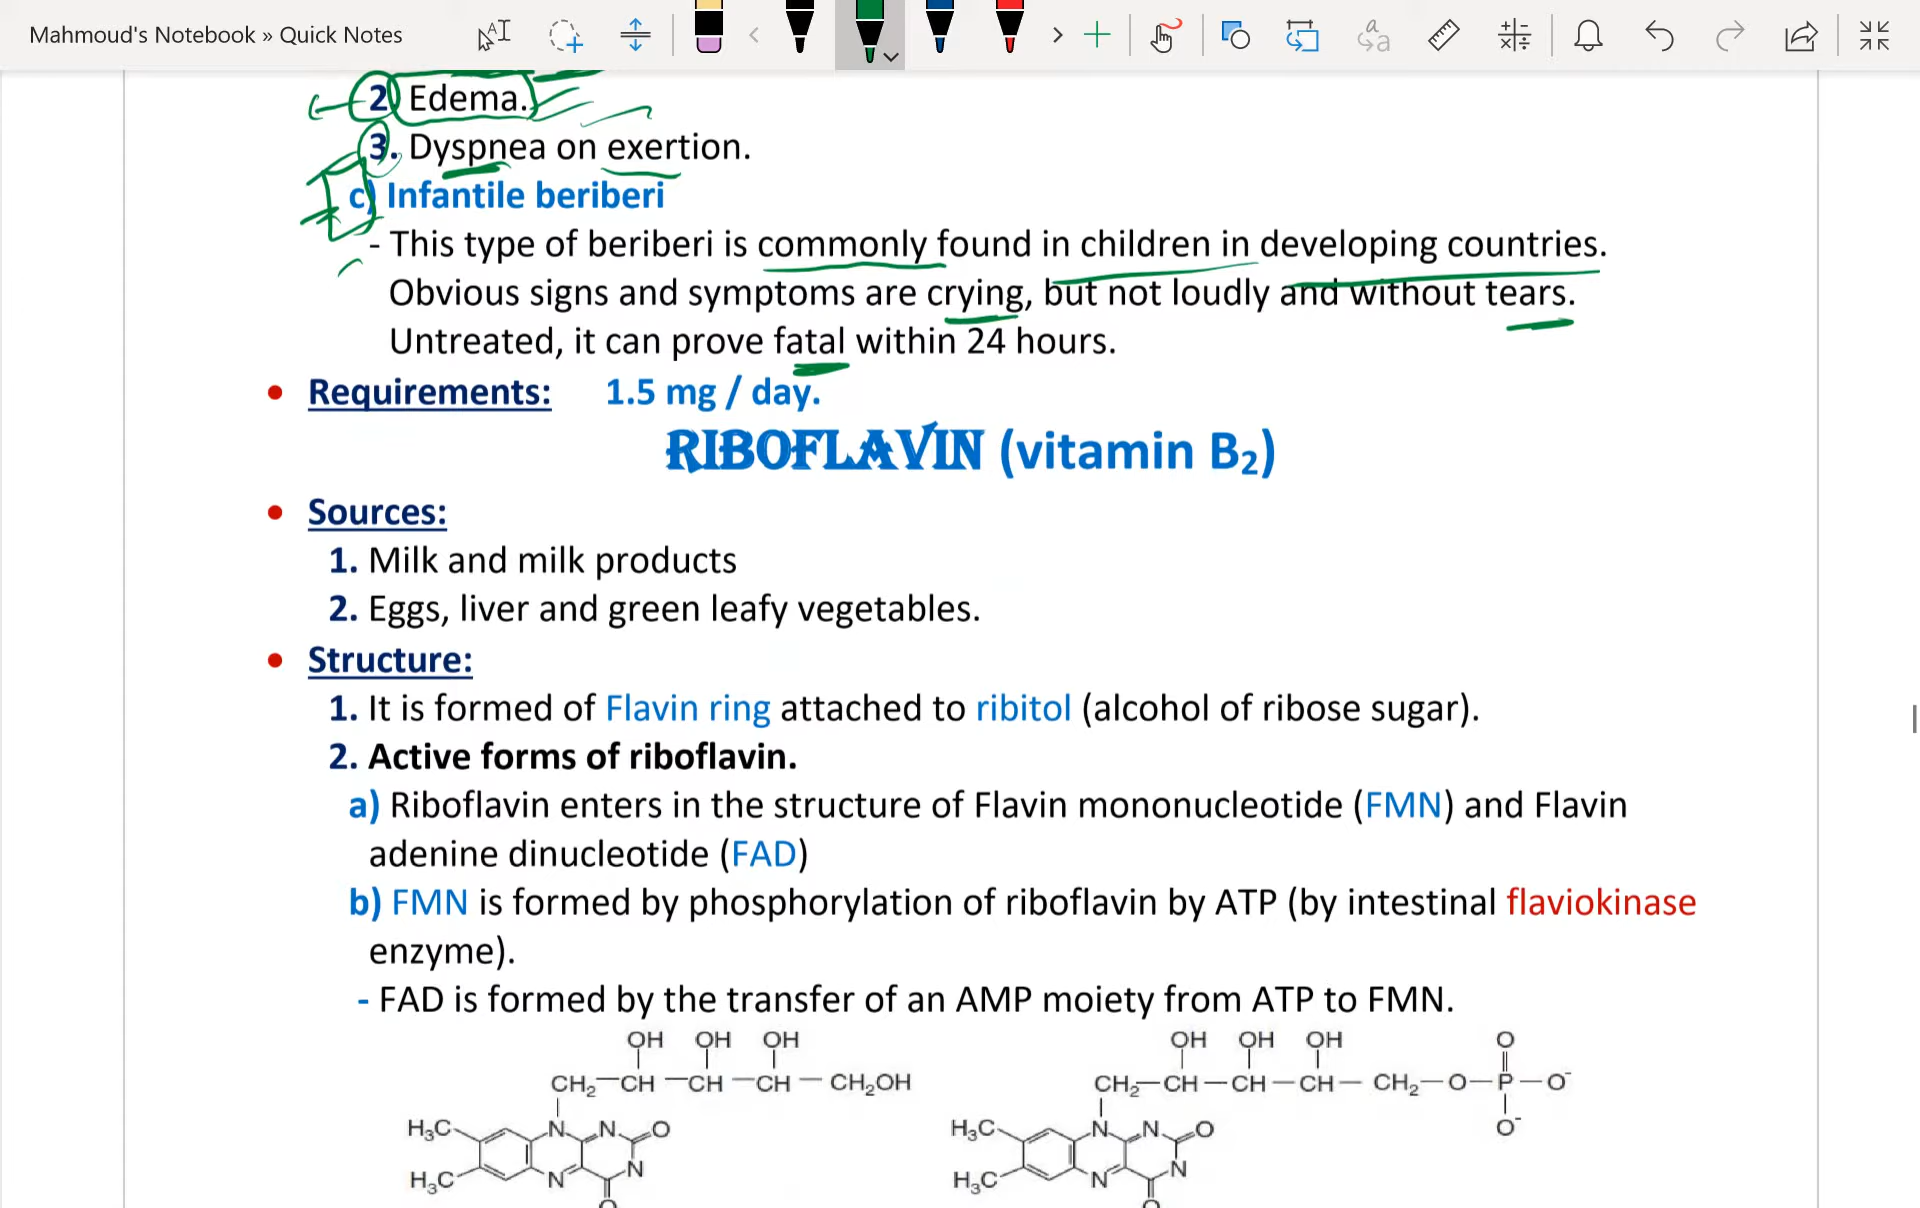 Mahmoud's Notebook » Quick Notes
2. Edema.
3. Dyspnea on exertion.
c) Infantile beriberi
- This type of beriberi is commonly found in children in developing countries.
Obvious signs and symptoms are crying, but not loudly and without tears.
Untreated, it can prove fatal within 24 hours.
• Requirements: 1.5 mg / day.
RIBOFLAVIN (vitamin B₂)
• Sources:
1. Milk and milk products
2. Eggs, liver and green leafy vegetables.
• Structure:
1. It is formed of Flavin ring attached to ribitol (alcohol of ribose sugar).
2. Active forms of riboflavin.
a) Riboflavin enters in the structure of Flavin mononucleotide (FMN) and Flavin
adenine dinucleotide (FAD)
b) FMN is formed by phosphorylation of riboflavin by ATP (by intestinal flaviokinase
enzyme).
- FAD is formed by the transfer of an AMP moiety from ATP to FMN.
OH OH OH OH OH OH O
CH₂—CH—CH—CH—CH₂OH CH₂—CH—CH—CH—CH₂—O—P—O⁻
H₃C N N O H₃C N N O O⁻
H₃C N N H₃C N N
O O